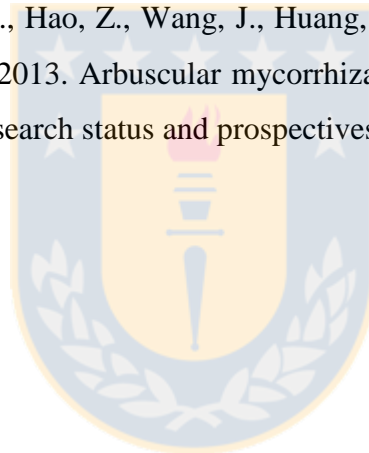 ., Hao, Z., Wang, J., Huang,
2013. Arbuscular mycorrhiza
search status and prospectives